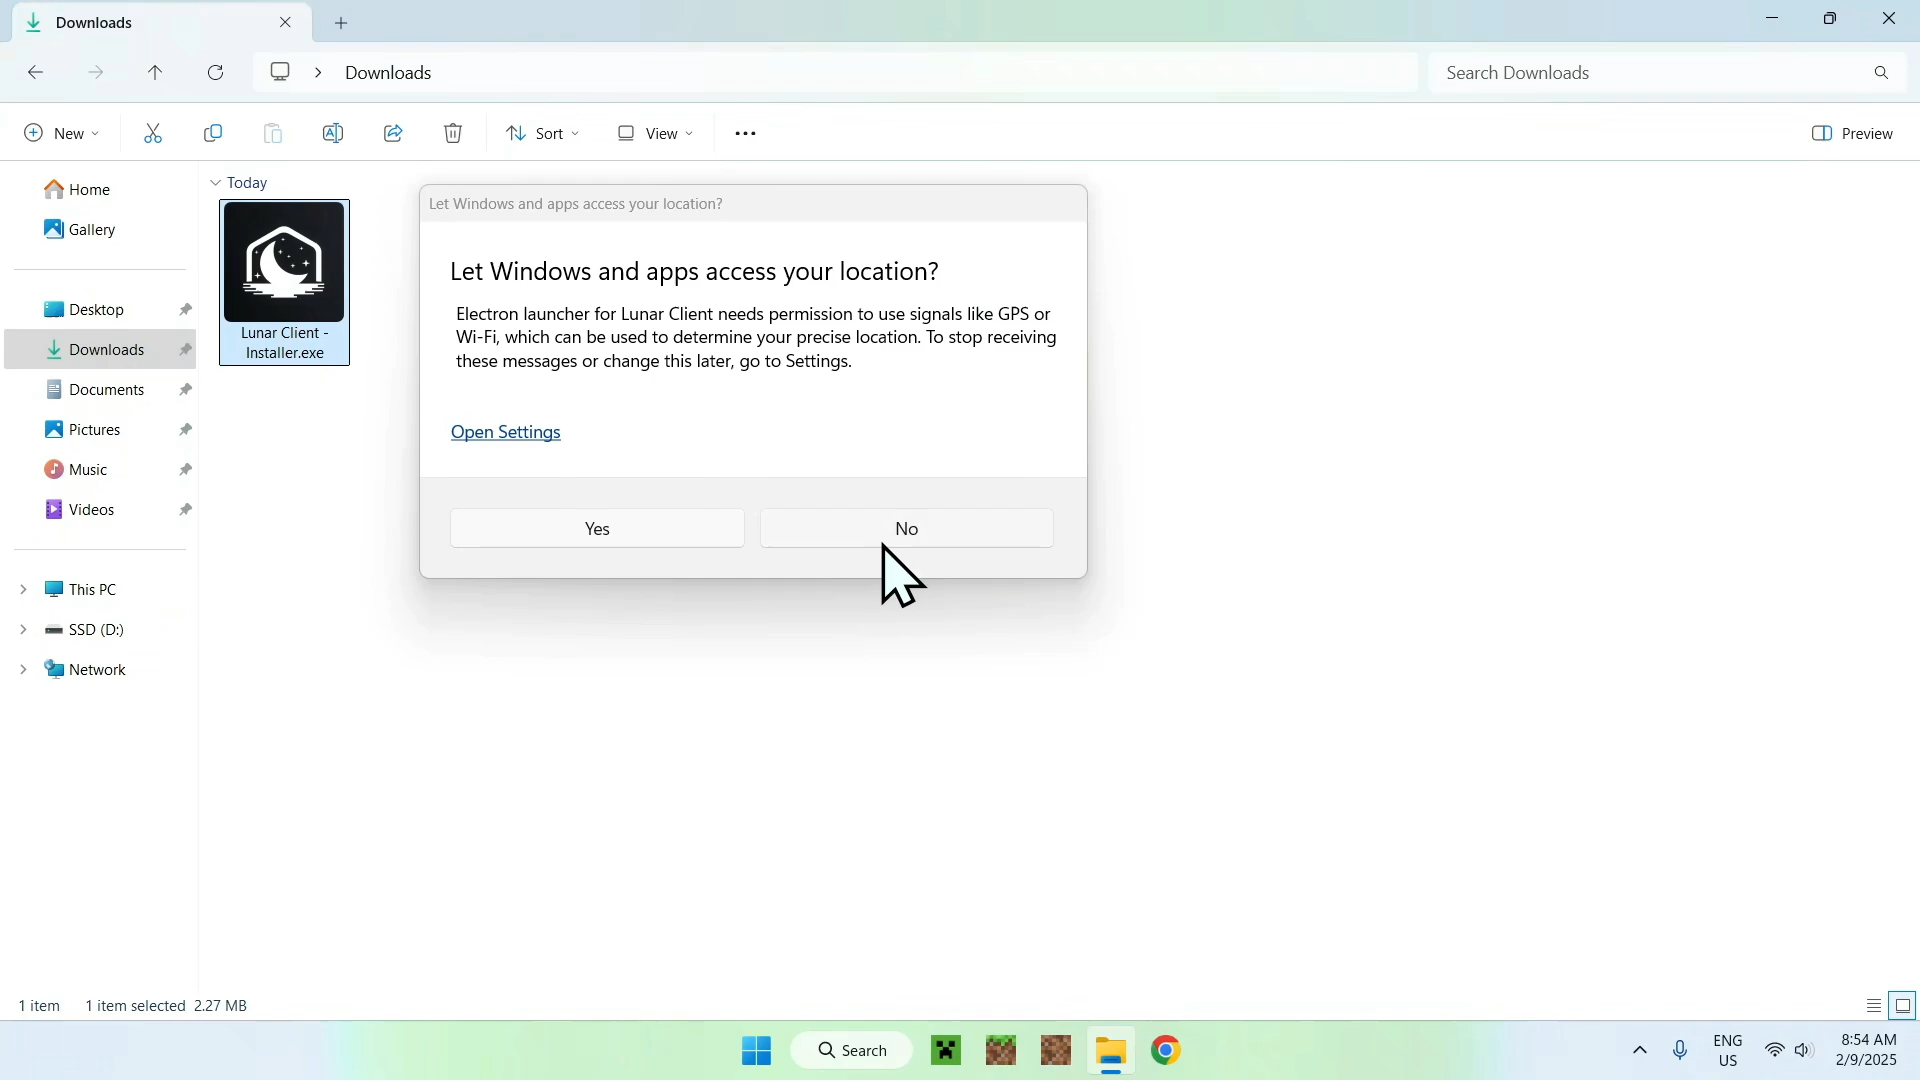 Downloads
Downloads
Search Downloads
New
Sort
View
Preview
Home
Gallery
Desktop
Downloads
Documents
Pictures
Music
Videos
This PC
SSD (D:)
Network
Today
Lunar Client -
Installer.exe
Let Windows and apps access your location?
Let Windows and apps access your location?
Electron launcher for Lunar Client needs permission to use signals like GPS or
Wi-Fi, which can be used to determine your precise location. To stop receiving
these messages or change this later, go to Settings.
Open Settings
Yes
No
1 item 1 item selected 2.27 MB
Search
ENG
US
8:54 AM
2/9/2025